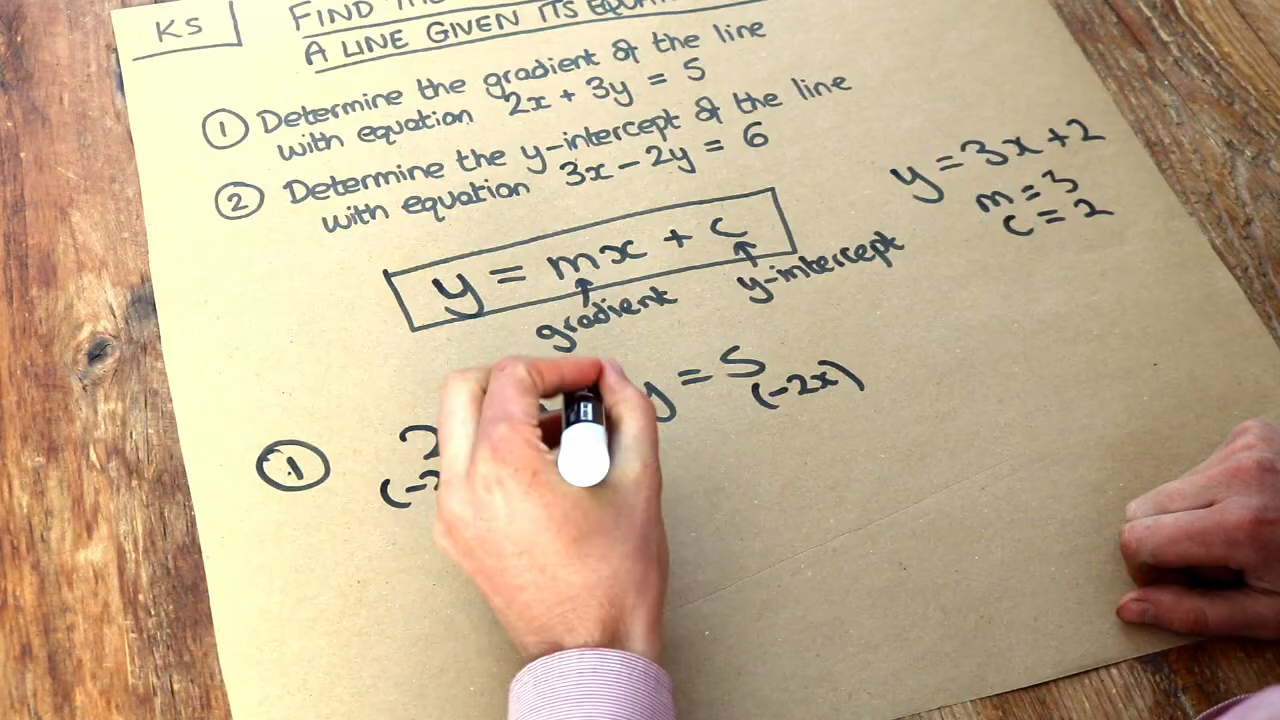 KS
FIND
A LINE GIVEN ITS
① Determine the gradient of the line
with equation 2x + 3y = 5
② Determine the y-intercept of the line
with equation 3x - 2y = 6
y = mx + c
gradient
y-intercept
y = 3x + 2
m = 3
c = 2
① 2 y = 5
(-2 (-2x)